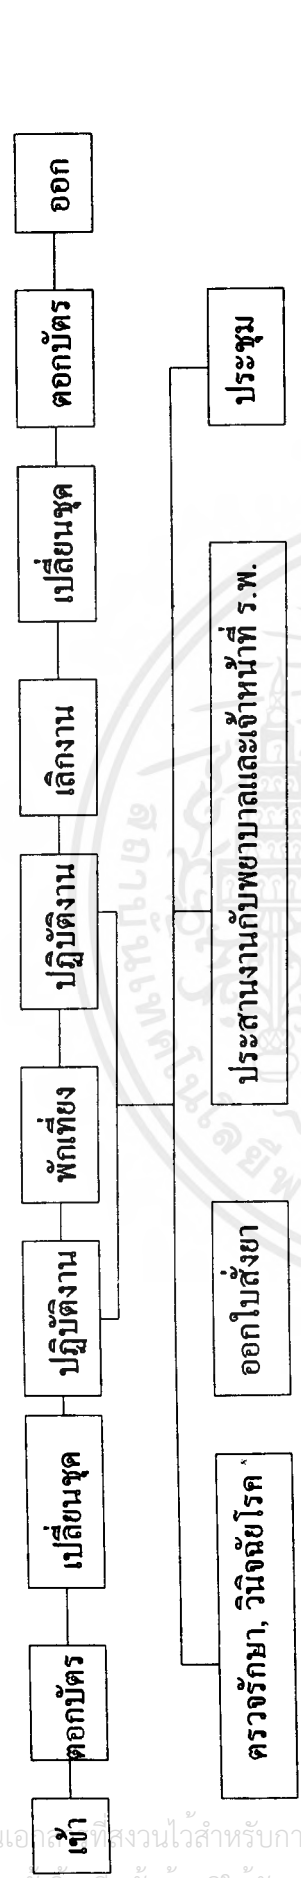 เข้า
ตอกบัตร
เปลี่ยนชุด
ปฏิบัติงาน
พักเที่ยง
ปฏิบัติงาน
เลิกงาน
เปลี่ยนชุด
ตอกบัตร
ออก
ตรวจรักษา, วินิจฉัยโรค
ออกใบสั่งยา
ประสานงานกับพยาบาลและเจ้าหน้าที่ ร.พ.
ประชุม